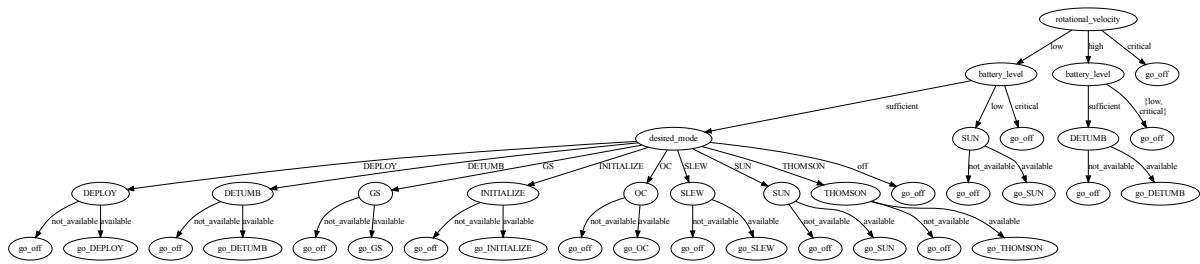 rotational_velocity
low
high
critical
battery_level
battery_level
go_off
sufficient
low
critical
sufficient
{low,
critical}
desired_mode
SUN
go_off
DETUMB
go_off
DEPLOY
DETUMB
GS
INITIALIZE
OC
SLEW
SUN
THOMSON
off
not_available
available
not_available
available
DEPLOY
DETUMB
GS
INITIALIZE
OC
SLEW
SUN
THOMSON
go_off
go_off
go_SUN
go_off
go_DETUMB
not_available
available
not_available
available
not_available
available
not_available
available
not_available
available
not_available
available
not_available
available
not_available
available
go_off
go_DEPLOY
go_off
go_DETUMB
go_off
go_GS
go_off
go_INITIALIZE
go_off
go_OC
go_off
go_SLEW
go_off
go_SUN
go_off
go_THOMSON